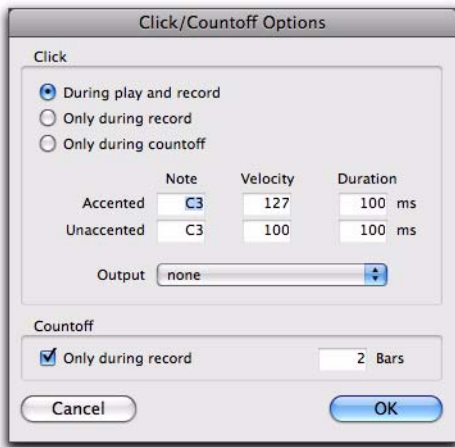 Click/Countoff Options
Click
During play and record
Only during record
Only during countoff
Note Velocity Duration
Accented C3 127 100 ms
Unaccented C3 100 100 ms
Output none
Countoff
Only during record 2 Bars
Cancel OK